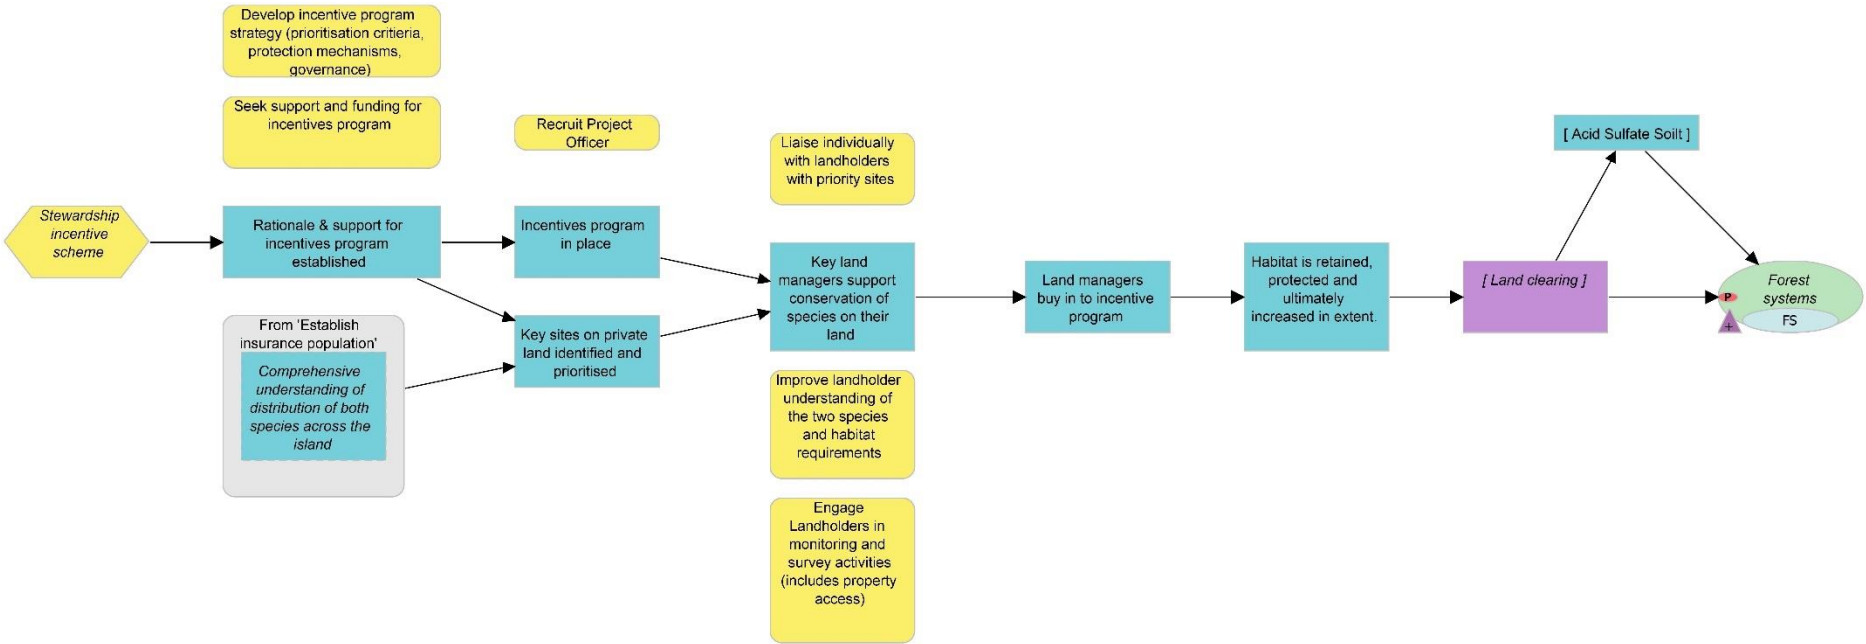 Develop incentive program
strategy (prioritisation critieria,
protection mechanisms,
governance)
Seek support and funding for
incentives program
Recruit Project
Officer
Liaise individually
with landholders
with priority sites
[ Acid Sulfate Soilt ]
Stewardship
incentive
scheme
Rationale & support for
incentives program
established
Incentives program
in place
Key land
managers support
conservation of
species on their
land
Land managers
buy in to incentive
program
Habitat is retained,
protected and
ultimately
increased in extent.
[ Land clearing ]
Forest
systems
P
+
FS
From 'Establish
insurance population'
Comprehensive
understanding of
distribution of both
species across the
island
Key sites on private
land identified and
prioritised
Improve landholder
understanding of
the two species
and habitat
requirements
Engage
Landholders in
monitoring and
survey activities
(includes property
access)